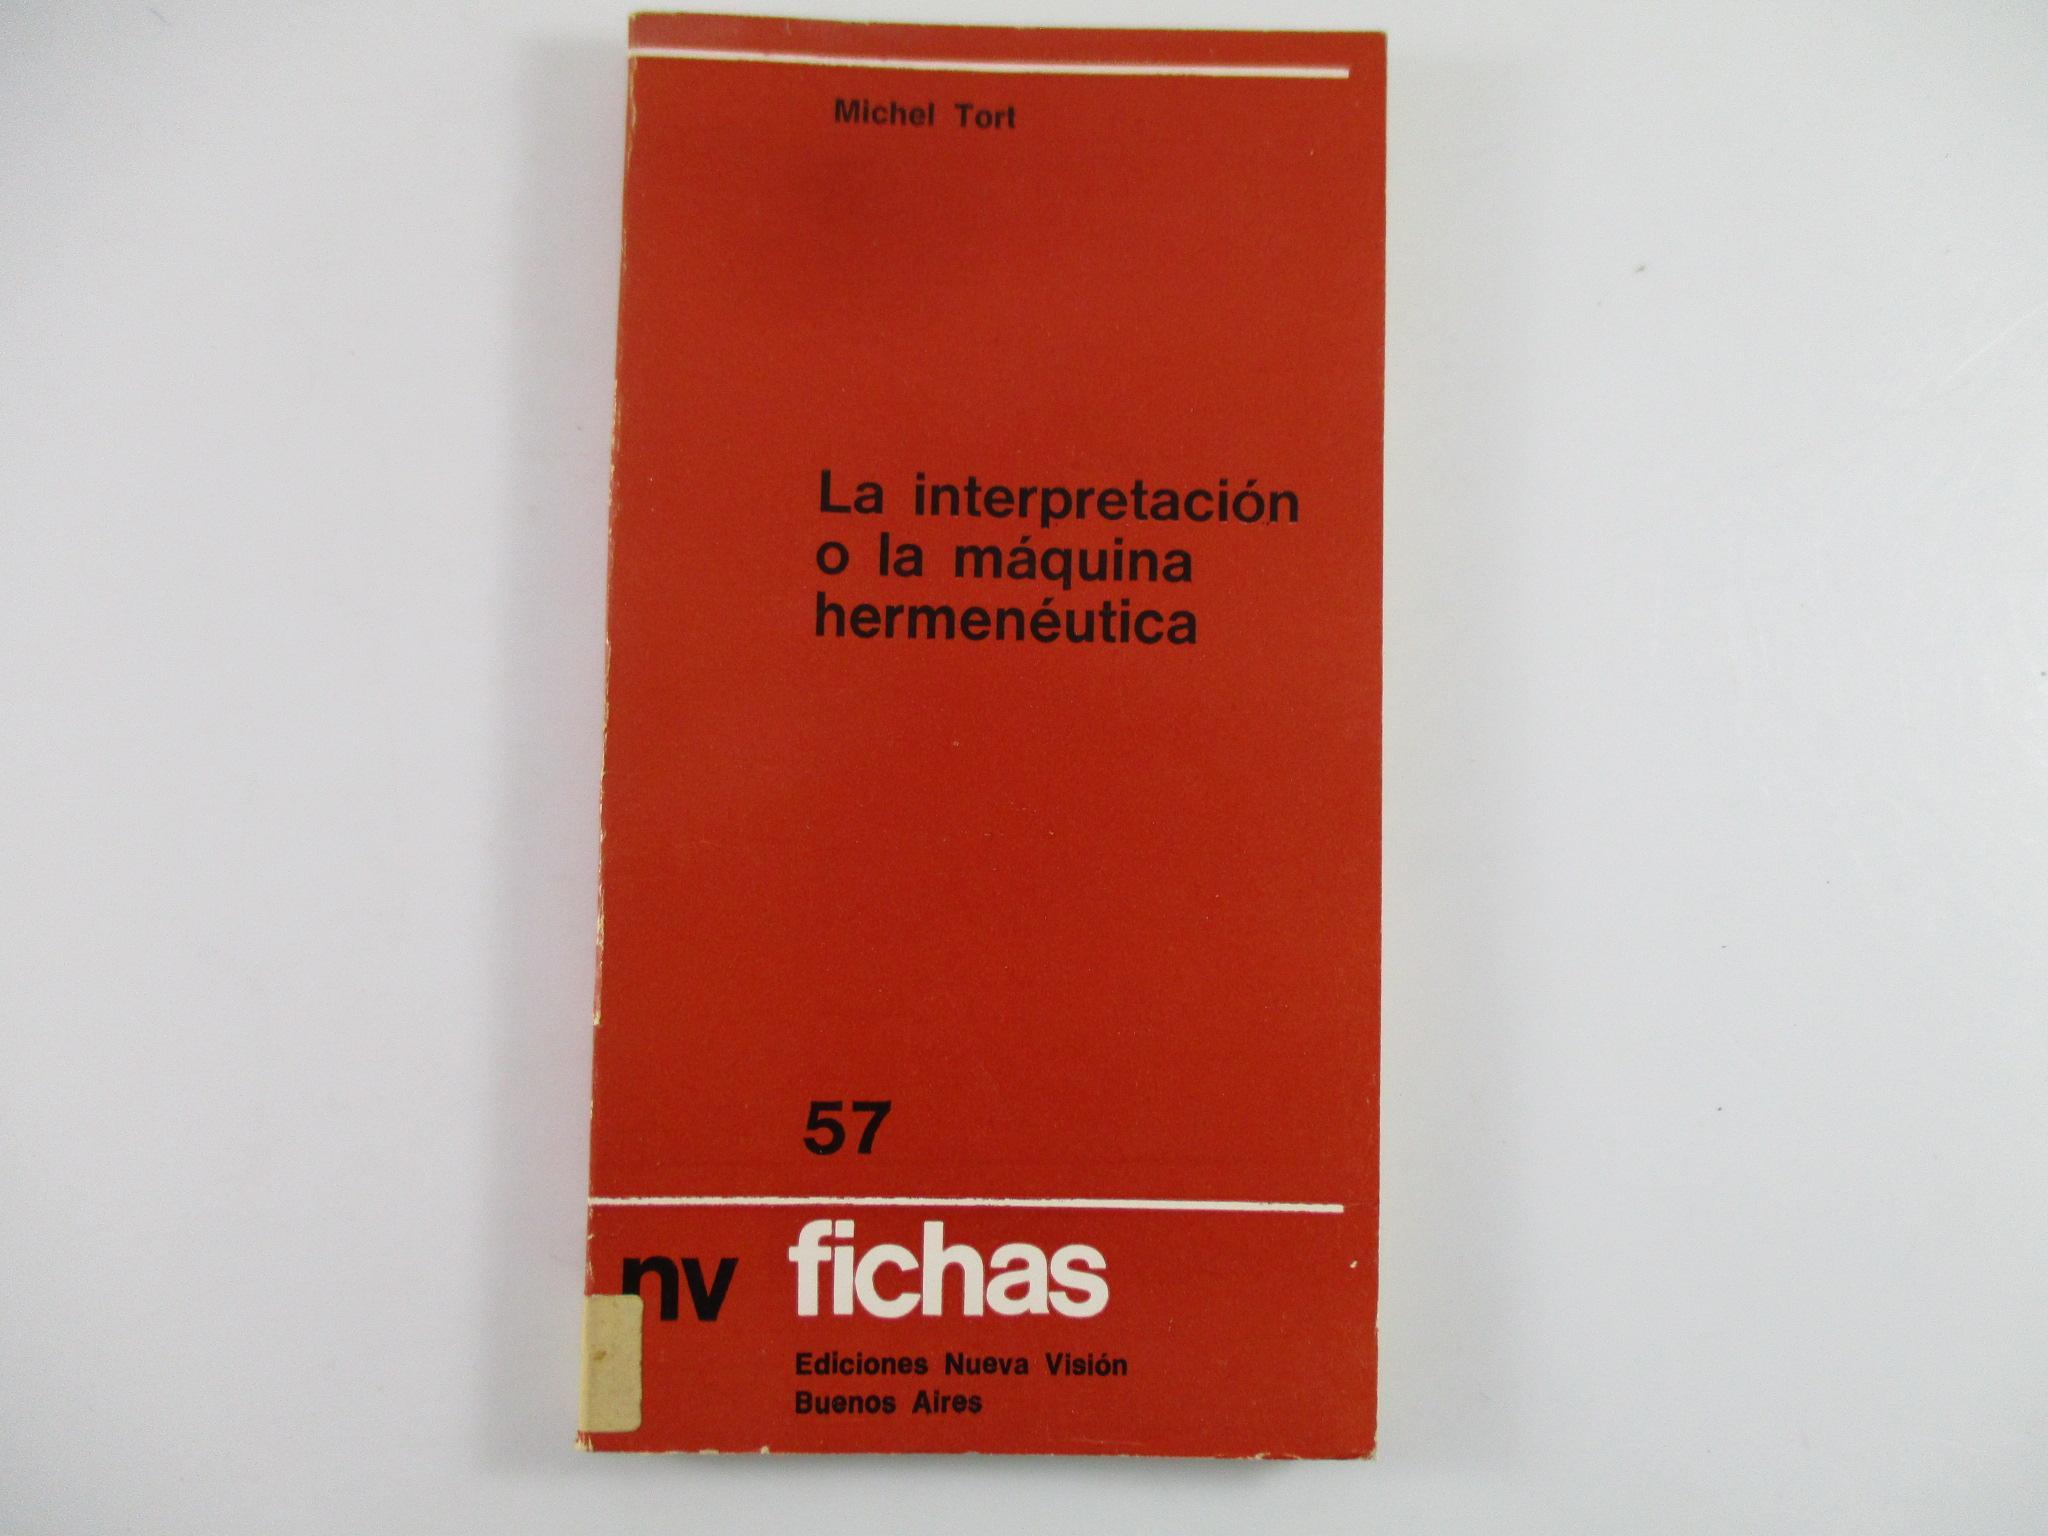 Michel Tort
La interpretación
o la máquina
hermenéutica
57
nv fichas
Ediciones Nueva Visión
Buenos Aires